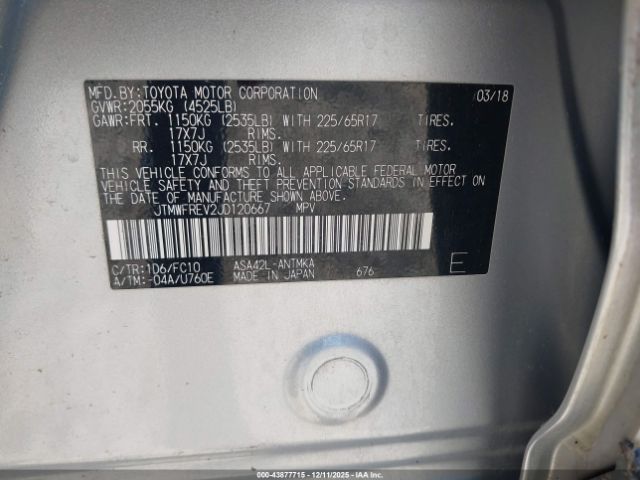 MFD.BY:TOYOTA MOTOR CORPORATION 03/18
GVWR:2055KG (4525LB)
GAWR:FRT. 1150KG (2535LB) WITH 225/65R17 TIRES.
17X7J RIMS.
RR. 1150KG (2535LB) WITH 225/65R17 TIRES.
17X7J RIMS.
THIS VEHICLE CONFORMS TO ALL APPLICABLE FEDERAL MOTOR
VEHICLE SAFETY AND THEFT PREVENTION STANDARDS IN EFFECT ON
THE DATE OF MANUFACTURE SHOWN ABOVE.
JTMWFREV2JD120667 MPV
C/TR:1D6/FC10 ASA42L-ANTMKA
A/TM:-04A/U760E MADE IN JAPAN 676 E
000-43877715 - 12/11/2025 - IAAI.COM